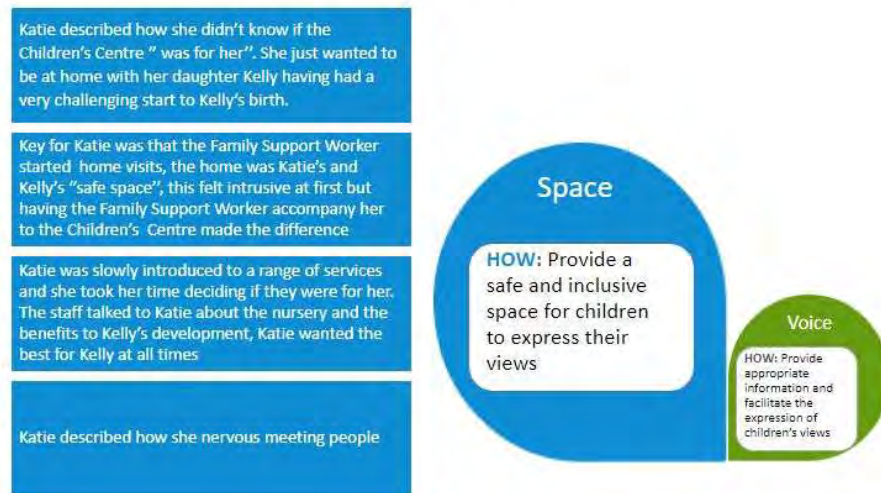 Katie described how she didn't know if the
Children's Centre " was for her". She just wanted to
be at home with her daughter Kelly having had a
very challenging start to Kelly's birth.
Key for Katie was that the Family Support Worker
started home visits, the home was Katie's and
Kelly's "safe space", this felt intrusive at first but
having the Family Support Worker accompany her
to the Children's Centre made the difference
Katie was slowly introduced to a range of services
and she took her time deciding if they were for her.
The staff talked to Katie about the nursery and the
benefits to Kelly's development, Katie wanted the
best for Kelly at all times
Katie described how she nervous meeting people
Space
HOW: Provide a
safe and inclusive
space for children
to express their
views
Voice
HOW: Provide
appropriate
information and
facilitate the
expression of
children's views